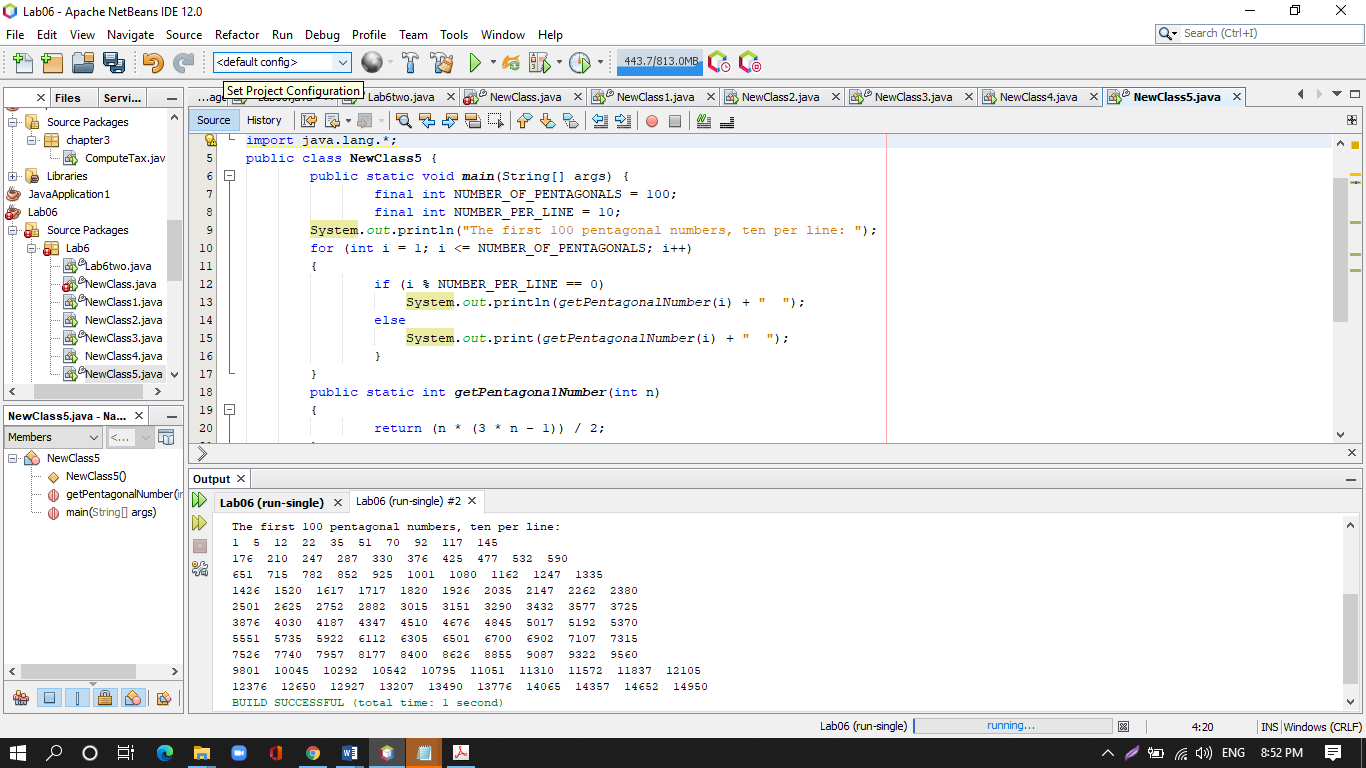 Lab06 - Apache NetBeans IDE 12.0
File Edit View Navigate Source Refactor Run Debug Profile Team Tools Window Help
Search (Ctrl+I)
<default config>
443.7/813.0MB
Set Project Configuration
Files Servi...
Lab6two.java NewClass.java NewClass1.java NewClass2.java NewClass3.java NewClass4.java NewClass5.java
Source History
Source Packages
chapter3
ComputeTax.jav
Libraries
JavaApplication1
Lab06
Source Packages
Lab6
Lab6two.java
NewClass.java
NewClass1.java
NewClass2.java
NewClass3.java
NewClass4.java
NewClass5.java
import java.lang.*;
5 public class NewClass5 {
6 public static void main(String[] args) {
7 final int NUMBER_OF_PENTAGONALS = 100;
8 final int NUMBER_PER_LINE = 10;
9 System.out.println("The first 100 pentagonal numbers, ten per line: ");
10 for (int i = 1; i <= NUMBER_OF_PENTAGONALS; i++)
11 {
12 if (i % NUMBER_PER_LINE == 0)
13 System.out.println(getPentagonalNumber(i) + "  ");
14 else
15 System.out.print(getPentagonalNumber(i) + "  ");
16 }
17 }
18 public static int getPentagonalNumber(int n)
19 {
20 return (n * (3 * n - 1)) / 2;
NewClass5.java - Na...
Members <...
NewClass5
NewClass5()
getPentagonalNumber(in
main(String[] args)
Output
Lab06 (run-single) Lab06 (run-single) #2
The first 100 pentagonal numbers, ten per line:
1 5 12 22 35 51 70 92 117 145
176 210 247 287 330 376 425 477 532 590
651 715 782 852 925 1001 1080 1162 1247 1335
1426 1520 1617 1717 1820 1926 2035 2147 2262 2380
2501 2625 2752 2882 3015 3151 3290 3432 3577 3725
3876 4030 4187 4347 4510 4676 4845 5017 5192 5370
5551 5735 5922 6112 6305 6501 6700 6902 7107 7315
7526 7740 7957 8177 8400 8626 8855 9087 9322 9560
9801 10045 10292 10542 10795 11051 11310 11572 11837 12105
12376 12650 12927 13207 13490 13776 14065 14357 14652 14950
BUILD SUCCESSFUL (total time: 1 second)
Lab06 (run-single) running... 4:20 INS Windows (CRLF)
ENG 8:52 PM